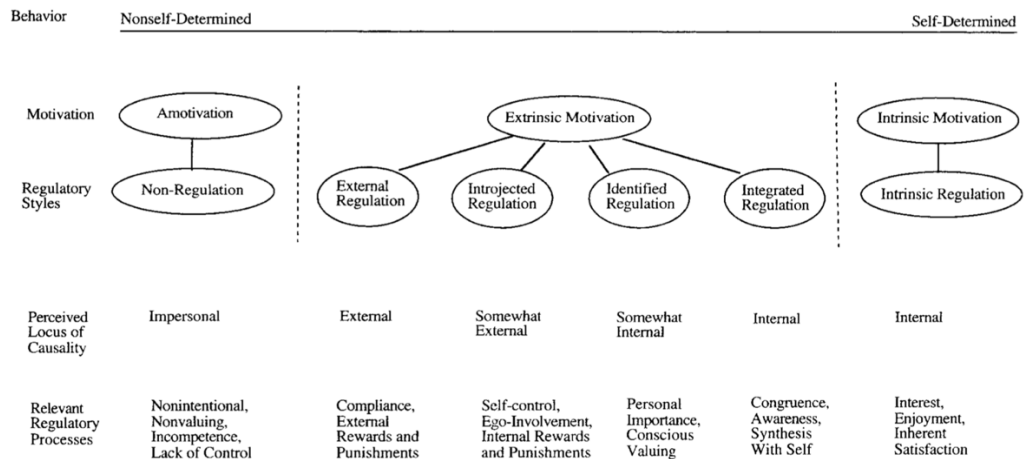 Behavior
Nonself-Determined
Self-Determined
Motivation
Amotivation
Extrinsic Motivation
Intrinsic Motivation
Regulatory
Styles
Non-Regulation
External
Regulation
Introjected
Regulation
Identified
Regulation
Integrated
Regulation
Intrinsic Regulation
Perceived
Locus of
Causality
Impersonal
External
Somewhat
External
Somewhat
Internal
Internal
Internal
Relevant
Regulatory
Processes
Nonintentional,
Nonvaluing,
Incompetence,
Lack of Control
Compliance,
External
Rewards and
Punishments
Self-control,
Ego-Involvement,
Internal Rewards
and Punishments
Personal
Importance,
Conscious
Valuing
Congruence,
Awareness,
Synthesis
With Self
Interest,
Enjoyment,
Inherent
Satisfaction